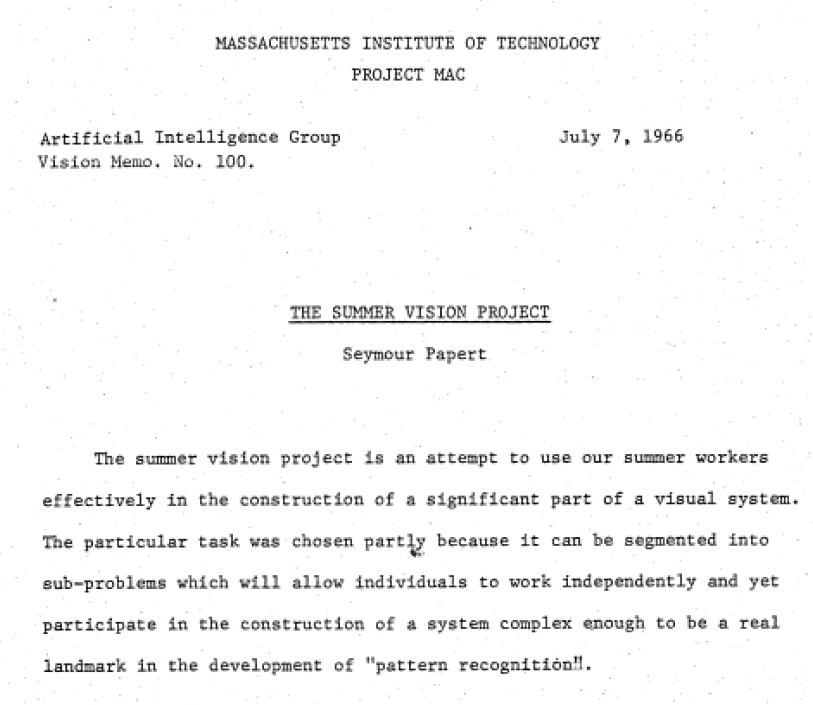 MASSACHUSETTS INSTITUTE OF TECHNOLOGY
PROJECT MAC
Artificial Intelligence Group July 7, 1966
Vision Memo. No. 100.
THE SUMMER VISION PROJECT
Seymour Papert
The summer vision project is an attempt to use our summer workers
effectively in the construction of a significant part of a visual system.
The particular task was chosen partly because it can be segmented into
sub-problems which will allow individuals to work independently and yet
participate in the construction of a system complex enough to be a real
landmark in the development of "pattern recognition".